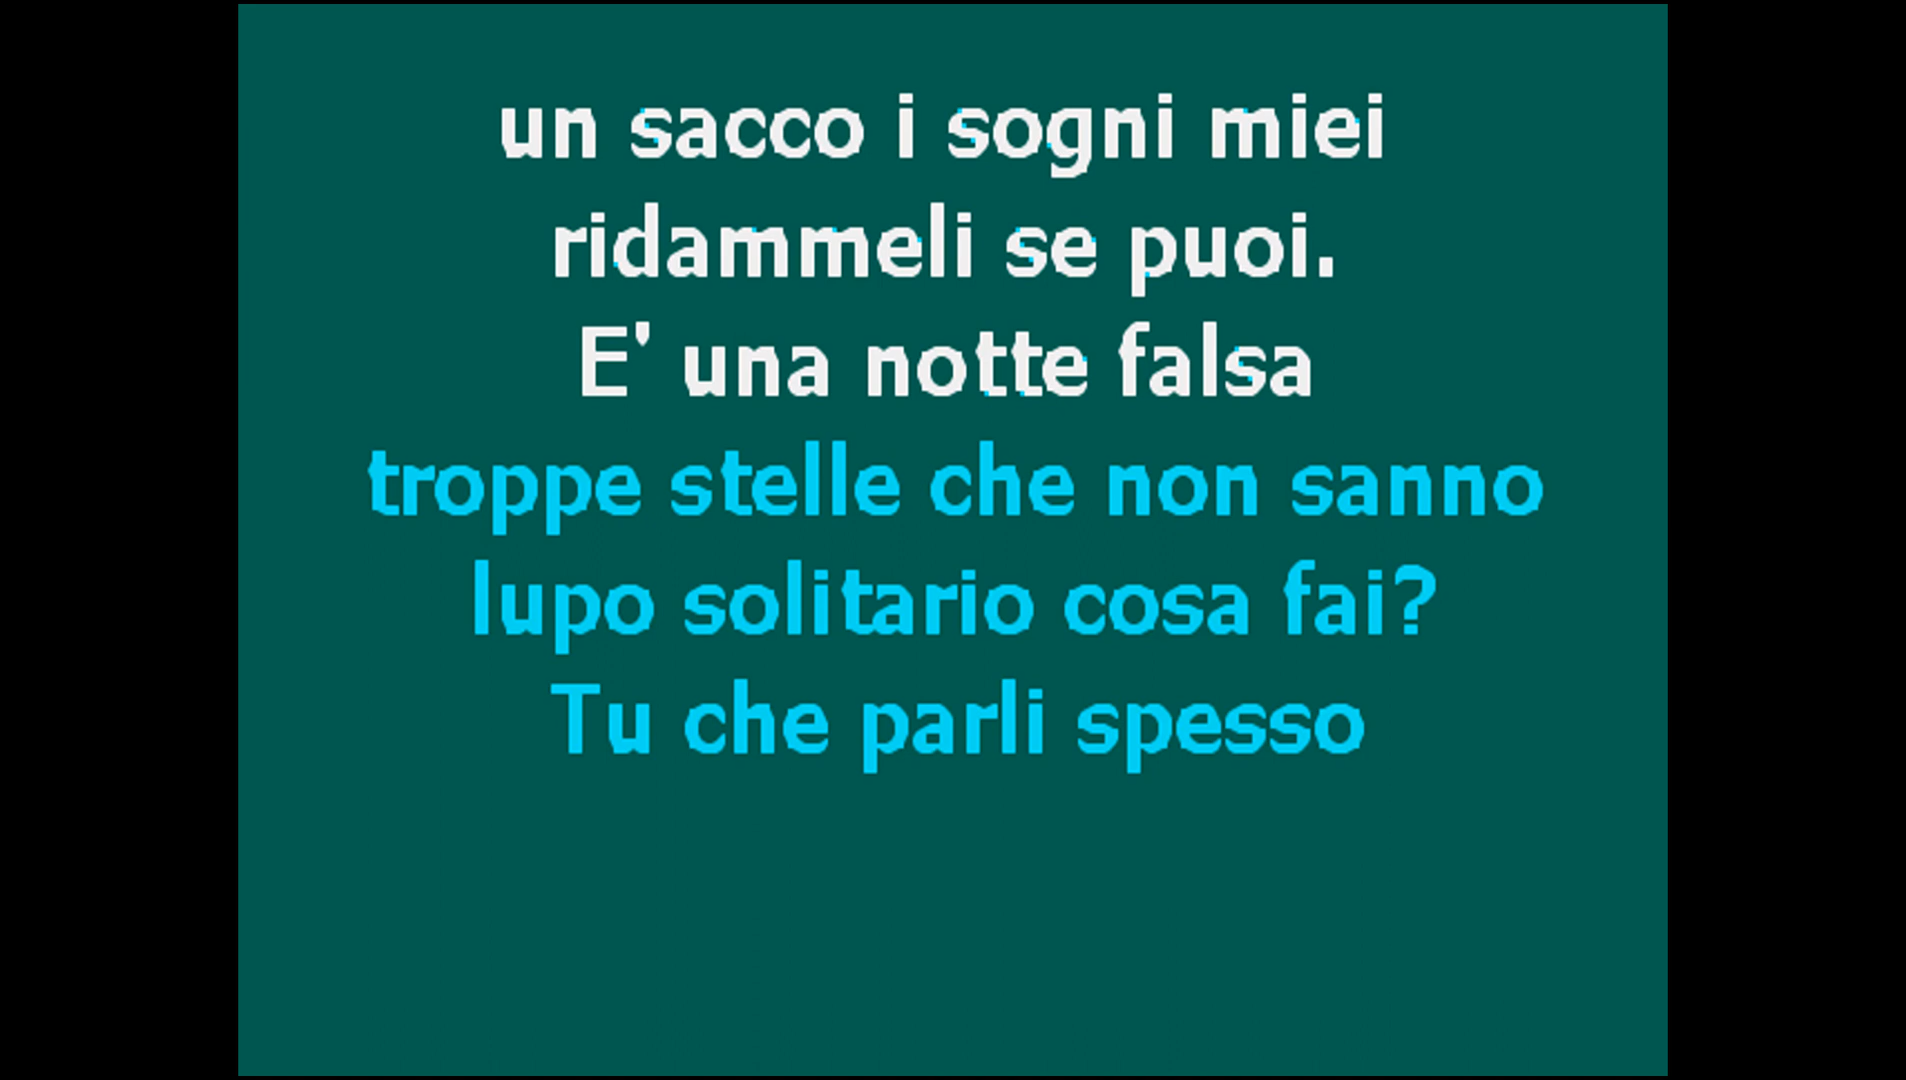 un sacco i sogni miei
ridammeli se puoi.
E' una notte falsa
troppe stelle che non sanno
lupo solitario cosa fai?
Tu che parli spesso